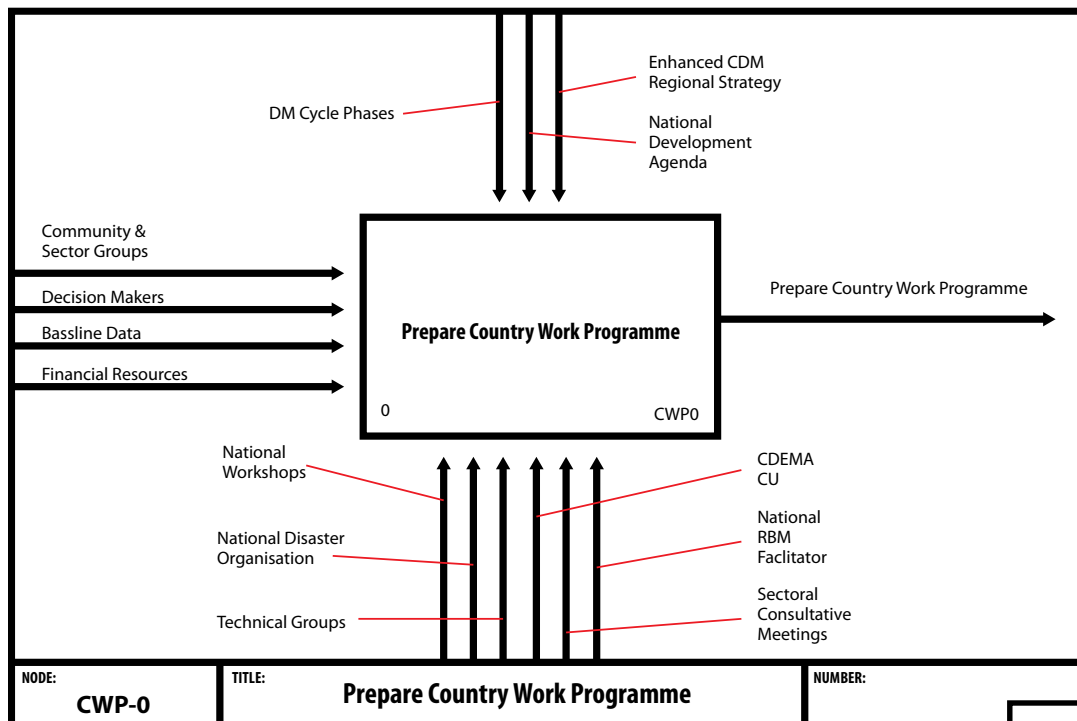 Enhanced CDM
Regional Strategy
DM Cycle Phases
National
Development
Agenda
Community &
Sector Groups
Decision Makers
Bassline Data
Financial Resources
Prepare Country Work Programme
Prepare Country Work Programme
0
CWP0
National
Workshops
CDEMA
CU
National Disaster
Organisation
National
RBM
Faclitator
Technical Groups
Sectoral
Consultative
Meetings
NODE:
CWP-0
TITLE:
Prepare Country Work Programme
NUMBER: